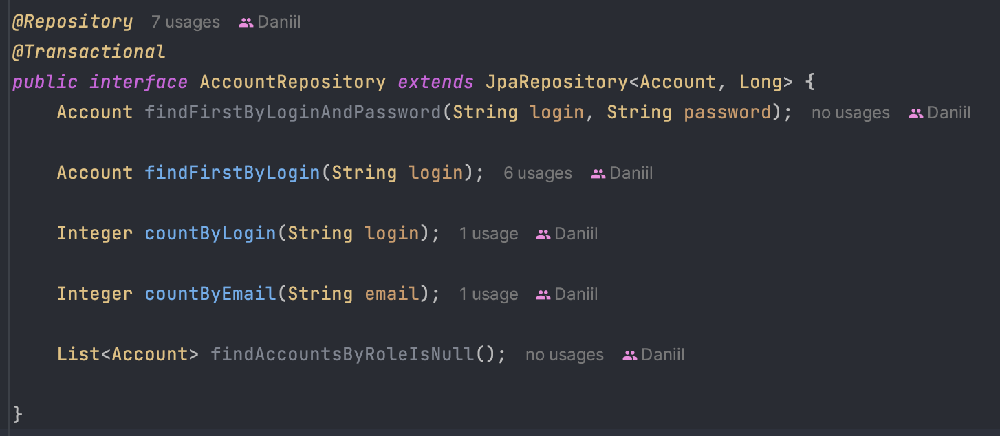 @Repository 7 usages Daniil
@Transactional
public interface AccountRepository extends JpaRepository<Account, Long> {
    Account findFirstByLoginAndPassword(String login, String password); no usages Daniil
    Account findFirstByLogin(String login); 6 usages Daniil
    Integer countByLogin(String login); 1 usage Daniil
    Integer countByEmail(String email); 1 usage Daniil
    List<Account> findAccountsByRoleIsNull(); no usages Daniil
}